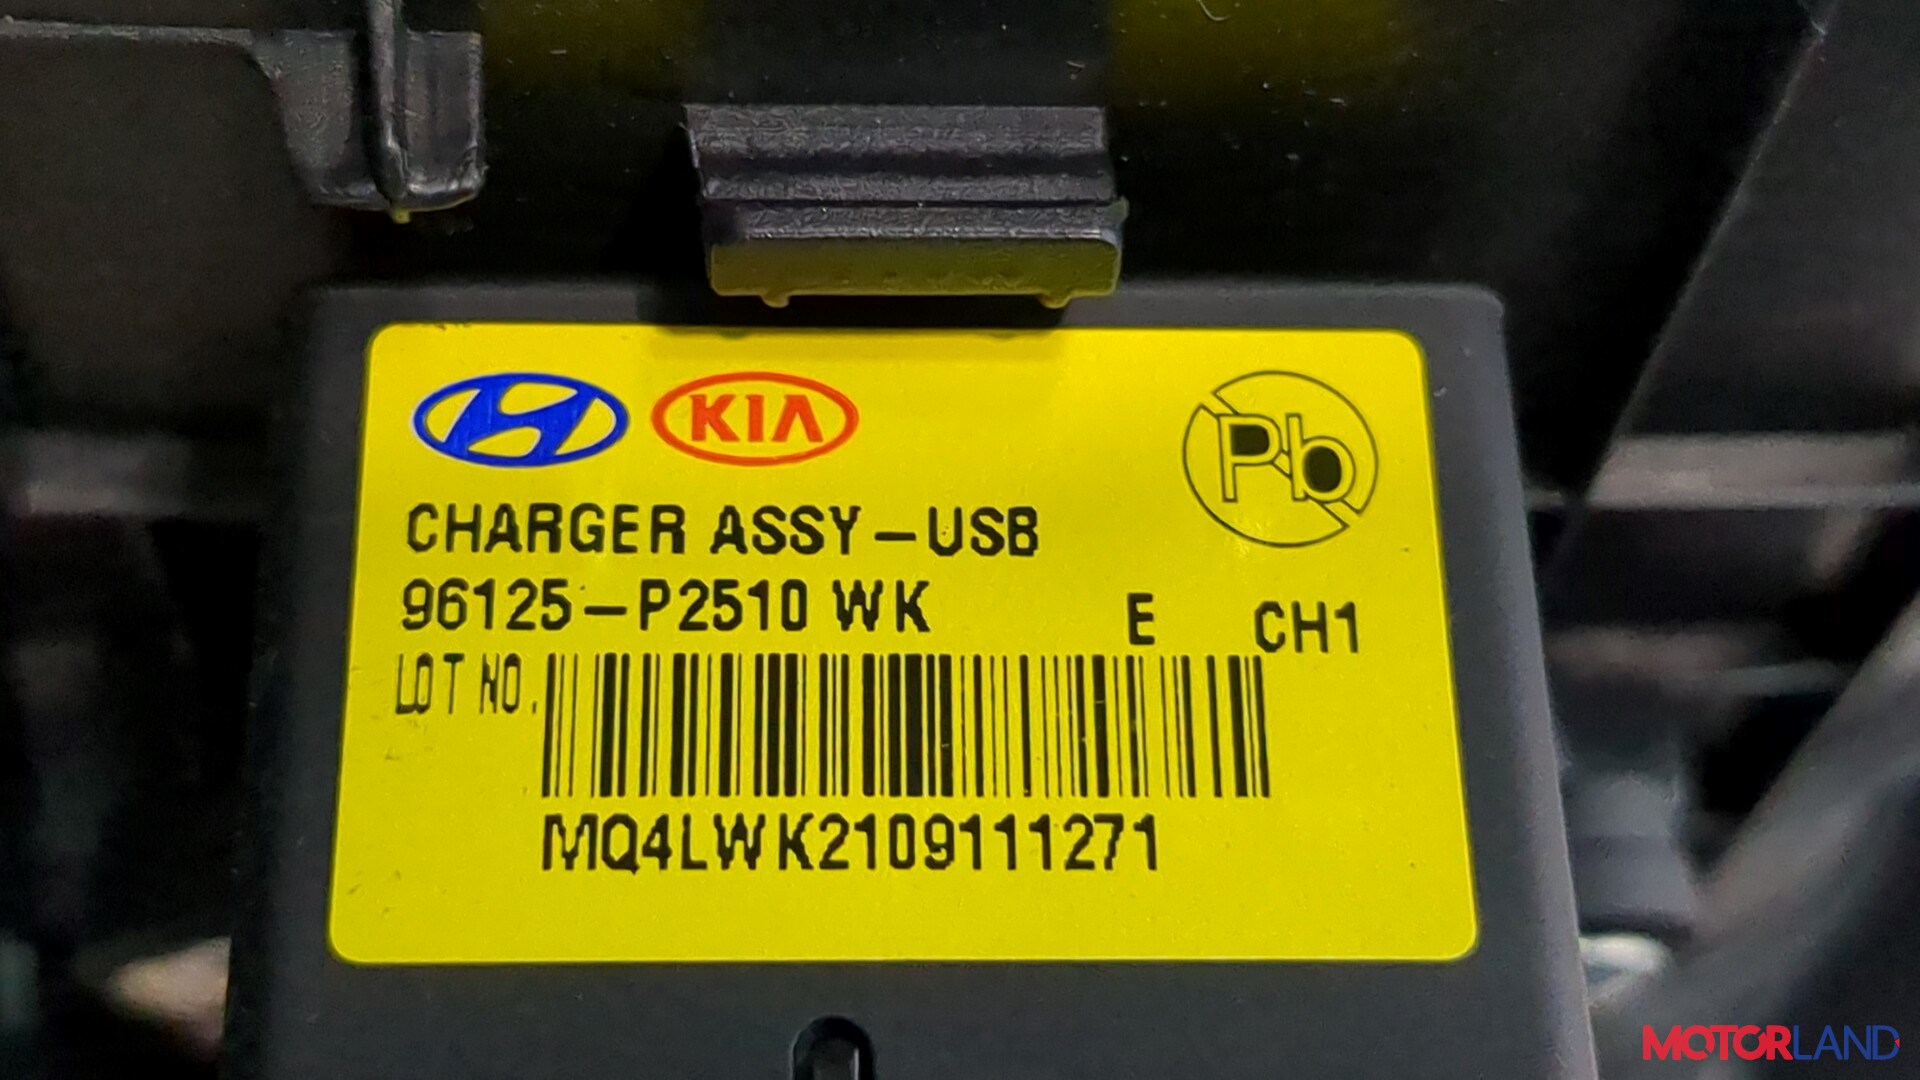 KIA
Pb
CHARGER ASSY-USB
96125-P2510 WK E CH1
LOT NO.
MQ4LWK2109111271
MOTORLAND